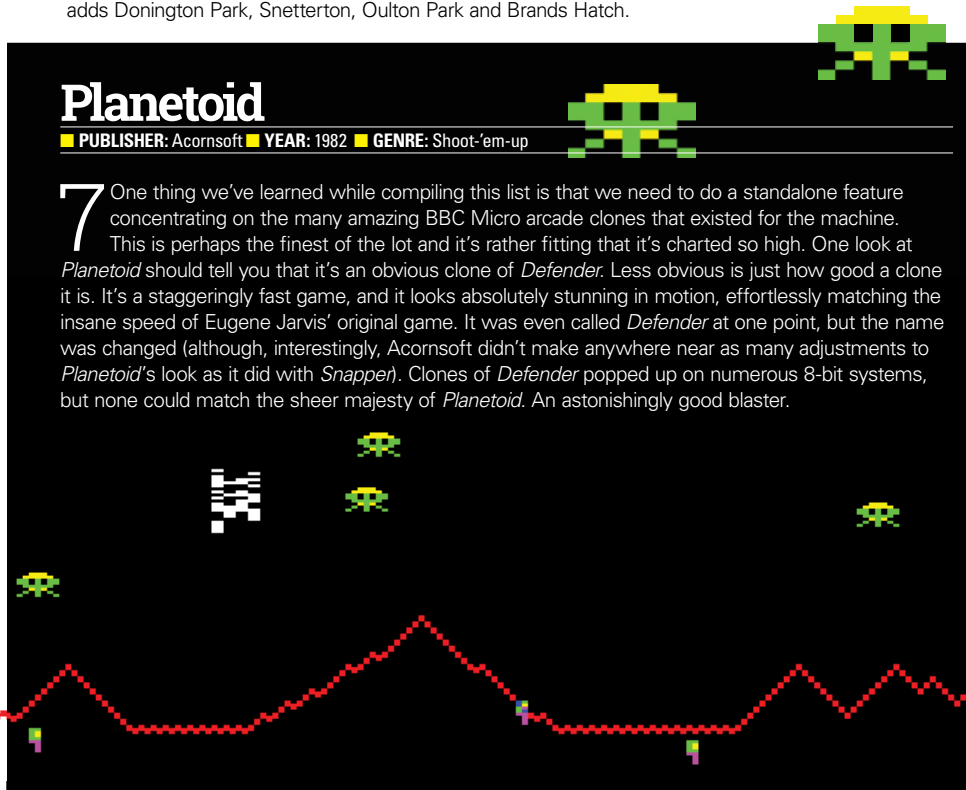 adds Donington Park, Snetterton, Oulton Park and Brands Hatch.
Planetoid
PUBLISHER: Acornsoft YEAR: 1982 GENRE: Shoot-'em-up
7 One thing we've learned while compiling this list is that we need to do a standalone feature
concentrating on the many amazing BBC Micro arcade clones that existed for the machine.
This is perhaps the finest of the lot and it's rather fitting that it's charted so high. One look at
Planetoid should tell you that it's an obvious clone of Defender. Less obvious is just how good a clone
it is. It's a staggeringly fast game, and it looks absolutely stunning in motion, effortlessly matching the
insane speed of Eugene Jarvis' original game. It was even called Defender at one point, but the name
was changed (although, interestingly, Acornsoft didn't make anywhere near as many adjustments to
Planetoid's look as it did with Snapper). Clones of Defender popped up on numerous 8-bit systems,
but none could match the sheer majesty of Planetoid. An astonishingly good blaster.